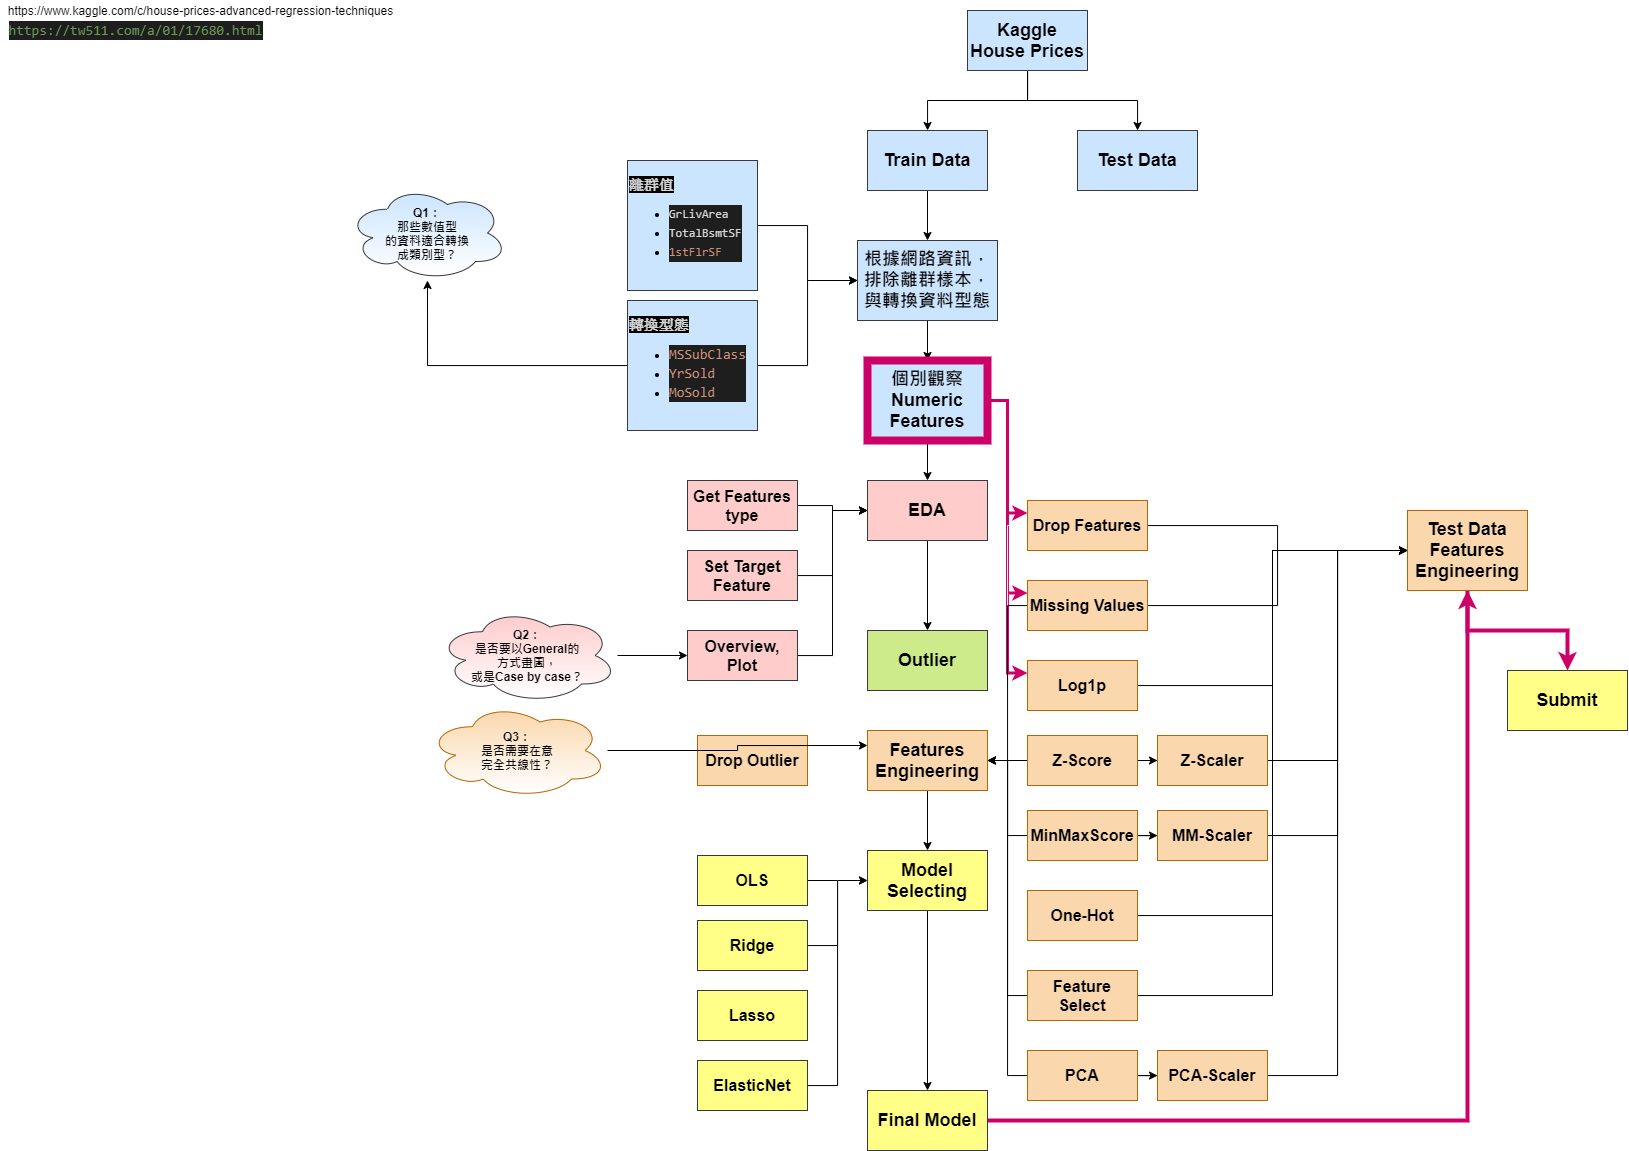 https://www.kaggle.com/c/house-prices-advanced-regression-techniques
https://tw511.com/a/01/17680.html
Kaggle
House Prices
Train Data
Test Data
離群值
GrLivArea
TotalBsmtSF
1stFlrSF
Q1：
那些數值型
的資料適合轉換
成類別型？
根據網路資訊，
排除離群樣本，
與轉換資料型態
轉換型態
MSSubClass
YrSold
MoSold
個別觀察
Numeric
Features
Get Features
type
EDA
Drop Features
Test Data
Features
Engineering
Set Target
Feature
Missing Values
Q2：
是否要以General的
方式畫圖，
或是Case by case？
Overview,
Plot
Outlier
Log1p
Submit
Q3：
是否需要在意
完全共線性？
Drop Outlier
Features
Engineering
Z-Score
Z-Scaler
MinMaxScore
MM-Scaler
OLS
Model
Selecting
One-Hot
Ridge
Feature
Select
Lasso
ElasticNet
PCA
PCA-Scaler
Final Model